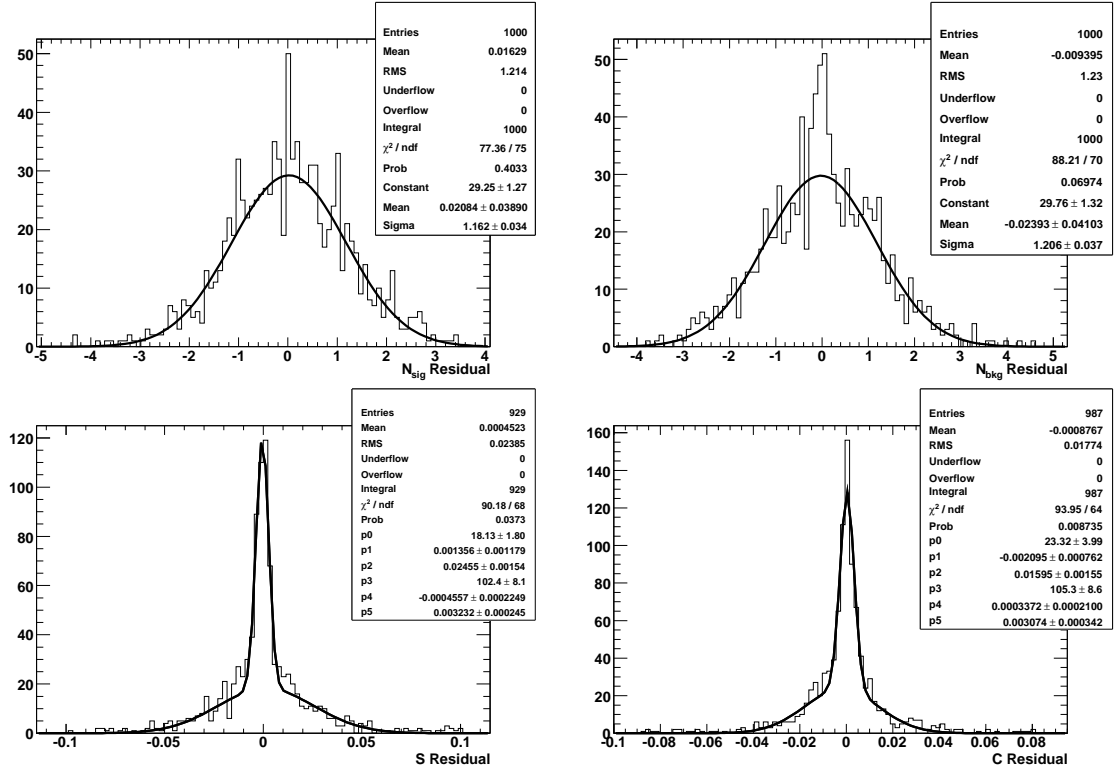 Entries 1000
Mean 0.01629
RMS 1.214
Underflow 0
Overflow 0
Integral 1000
χ² / ndf 77.36 / 75
Prob 0.4033
Constant 29.25 ± 1.27
Mean 0.02084 ± 0.03890
Sigma 1.162 ± 0.034
50
40
30
20
10
0
-5 -4 -3 -2 -1 0 1 2 3 4
N_sig Residual
Entries 1000
Mean -0.009395
RMS 1.23
Underflow 0
Overflow 0
Integral 1000
χ² / ndf 88.21 / 70
Prob 0.06974
Constant 29.76 ± 1.32
Mean -0.02393 ± 0.04103
Sigma 1.206 ± 0.037
50
40
30
20
10
0
-4 -3 -2 -1 0 1 2 3 4 5
N_bkg Residual
Entries 929
Mean 0.0004523
RMS 0.02385
Underflow 0
Overflow 0
Integral 929
χ² / ndf 90.18 / 68
Prob 0.0373
p0 18.13 ± 1.80
p1 0.001356 ± 0.001179
p2 0.02455 ± 0.00154
p3 102.4 ± 8.1
p4 -0.0004557 ± 0.0002249
p5 0.003232 ± 0.000245
120
100
80
60
40
20
0
-0.1 -0.05 0 0.05 0.1
S Residual
Entries 987
Mean -0.0008767
RMS 0.01774
Underflow 0
Overflow 0
Integral 987
χ² / ndf 93.95 / 64
Prob 0.008735
p0 23.32 ± 3.99
p1 -0.002095 ± 0.000762
p2 0.01595 ± 0.00155
p3 105.3 ± 8.6
p4 0.0003372 ± 0.0002100
p5 0.003074 ± 0.000342
160
140
120
100
80
60
40
20
0
-0.1 -0.08 -0.06 -0.04 -0.02 0 0.02 0.04 0.06 0.08
C Residual